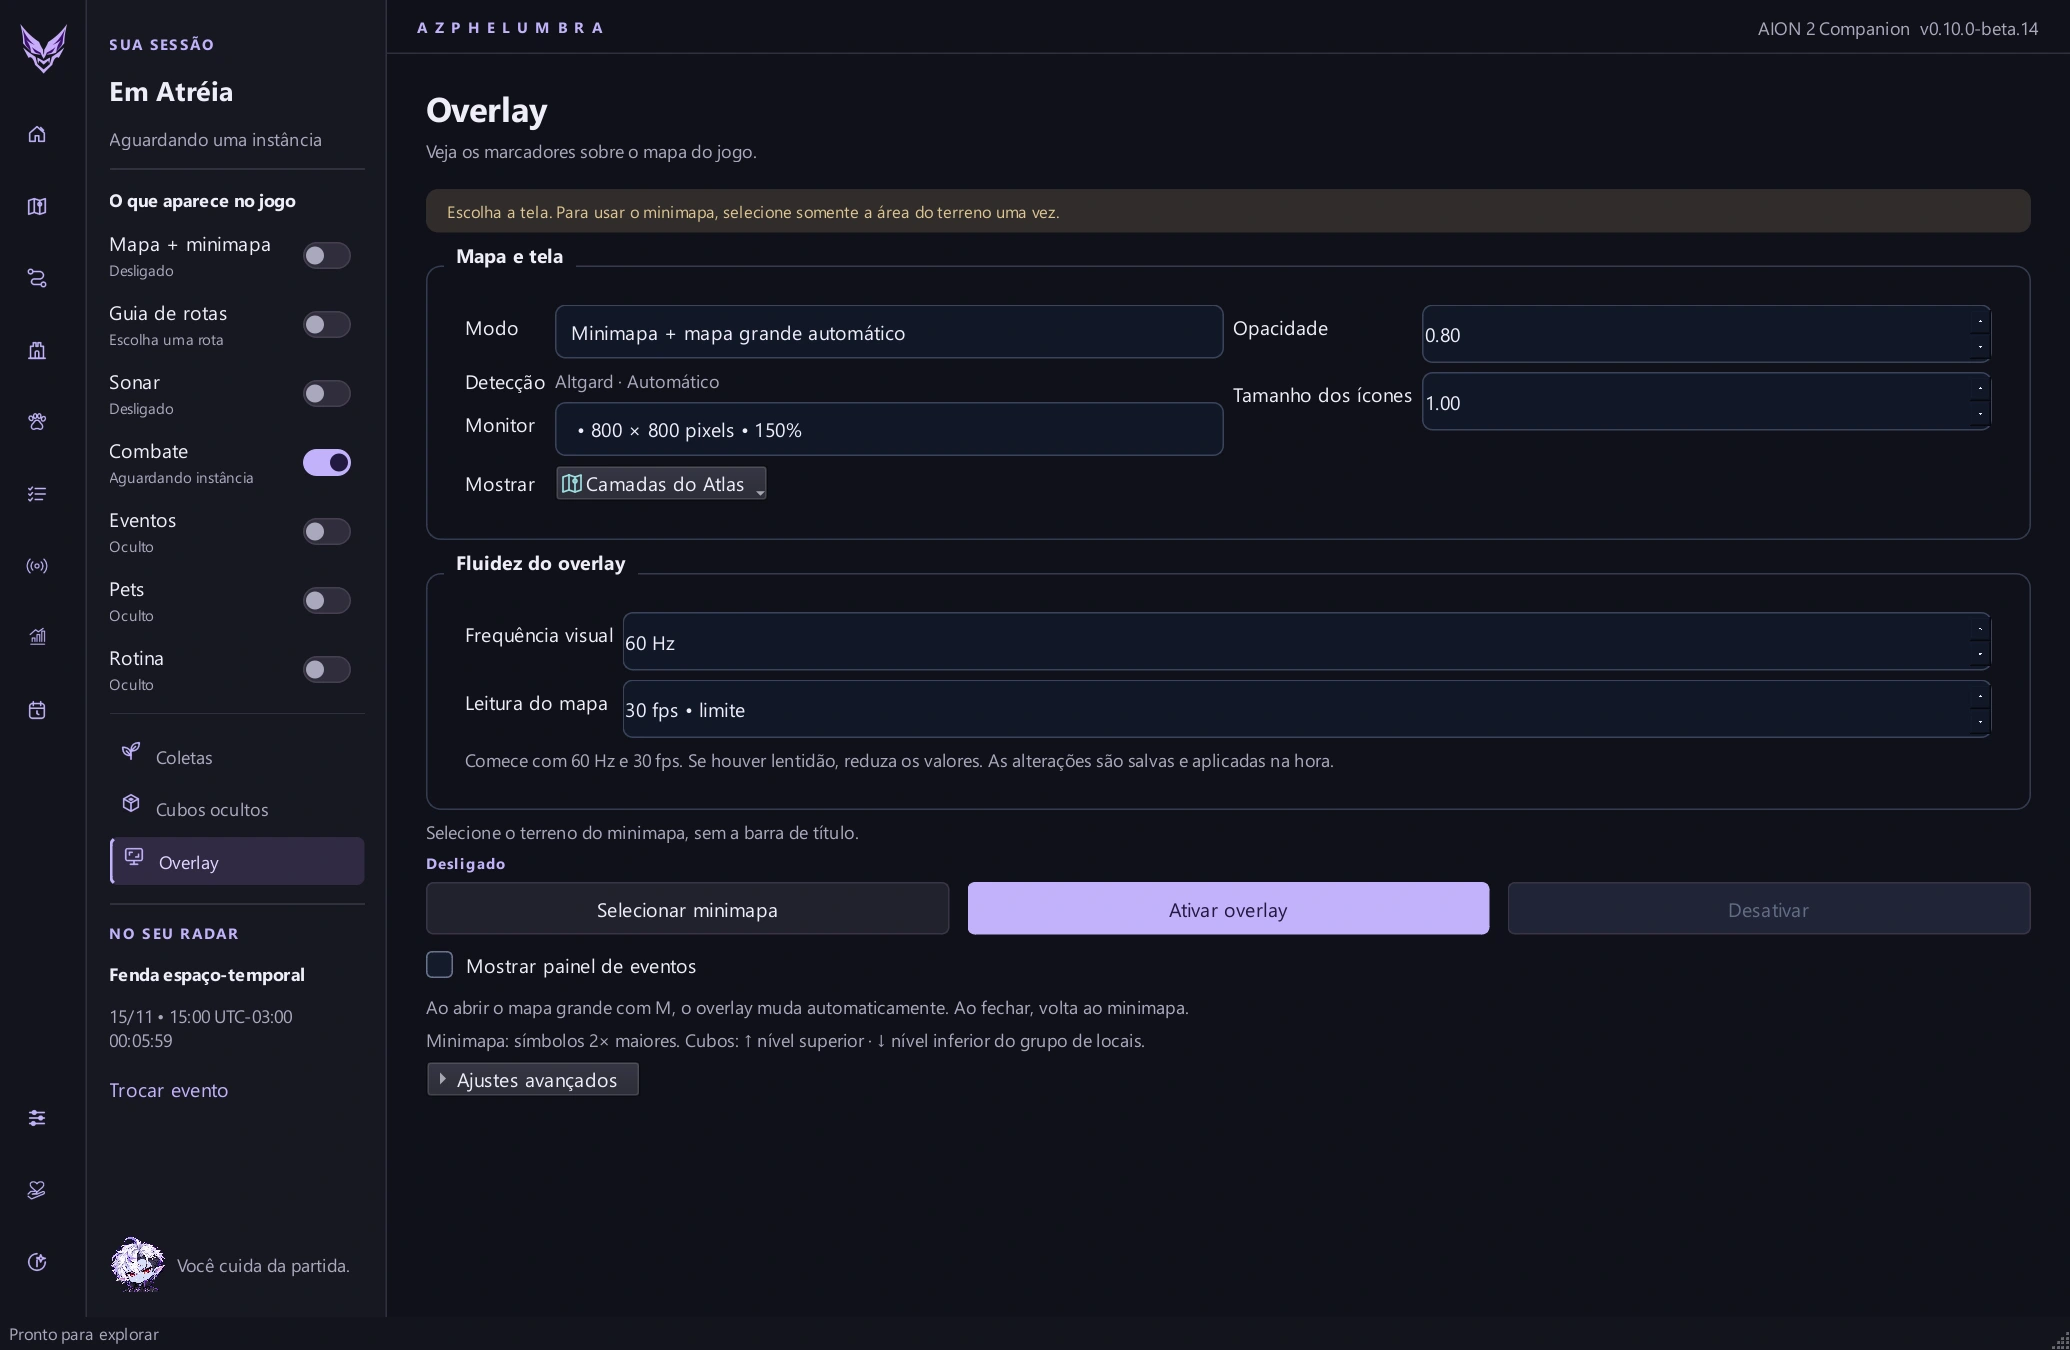 AZPHELUMBRA
AION 2 Companion v0.10.0-beta.14
SUA SESSÃO
Em Atréia
Aguardando uma instância
O que aparece no jogo
Mapa + minimapa
Desligado
Guia de rotas
Escolha uma rota
Sonar
Desligado
Combate
Aguardando instância
Eventos
Oculto
Pets
Oculto
Rotina
Oculto
Coletas
Cubos ocultos
Overlay
NO SEU RADAR
Fenda espaço-temporal
15/11 • 15:00 UTC-03:00
00:05:59
Trocar evento
Você cuida da partida.
Overlay
Veja os marcadores sobre o mapa do jogo.
Escolha a tela. Para usar o minimapa, selecione somente a área do terreno uma vez.
Mapa e tela
Modo
Minimapa + mapa grande automático
Opacidade
0.80
Detecção
Altgard · Automático
Tamanho dos ícones
1.00
Monitor
• 800 × 800 pixels • 150%
Mostrar
Camadas do Atlas
Fluidez do overlay
Frequência visual
60 Hz
Leitura do mapa
30 fps • limite
Comece com 60 Hz e 30 fps. Se houver lentidão, reduza os valores. As alterações são salvas e aplicadas na hora.
Selecione o terreno do minimapa, sem a barra de título.
Desligado
Selecionar minimapa
Ativar overlay
Desativar
Mostrar painel de eventos
Ao abrir o mapa grande com M, o overlay muda automaticamente. Ao fechar, volta ao minimapa.
Minimapa: símbolos 2× maiores. Cubos: ↑ nível superior · ↓ nível inferior do grupo de locais.
Ajustes avançados
Pronto para explorar